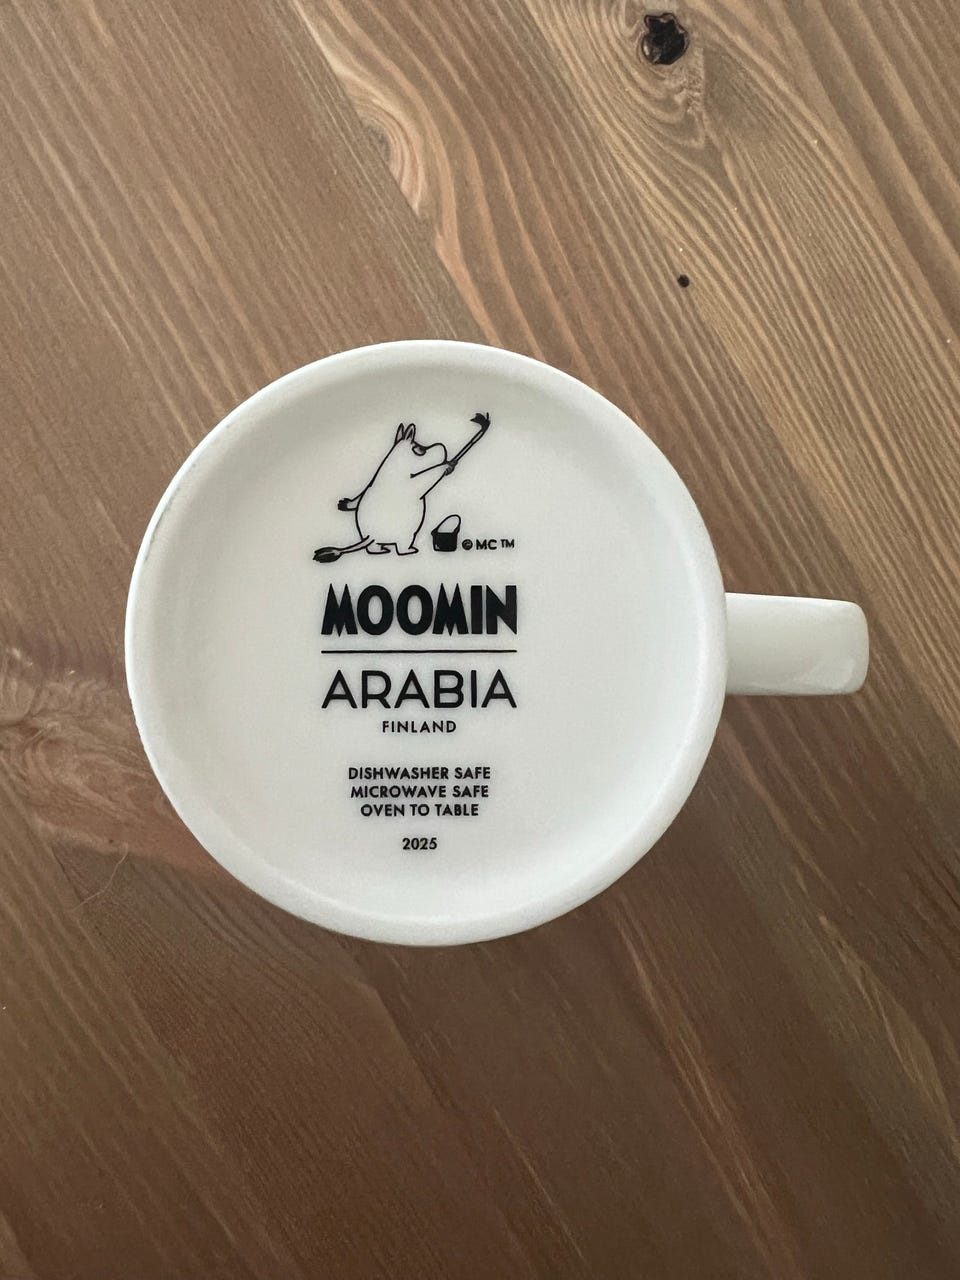 © MC ™
MOOMIN
ARABIA
FINLAND
DISHWASHER SAFE
MICROWAVE SAFE
OVEN TO TABLE
2025